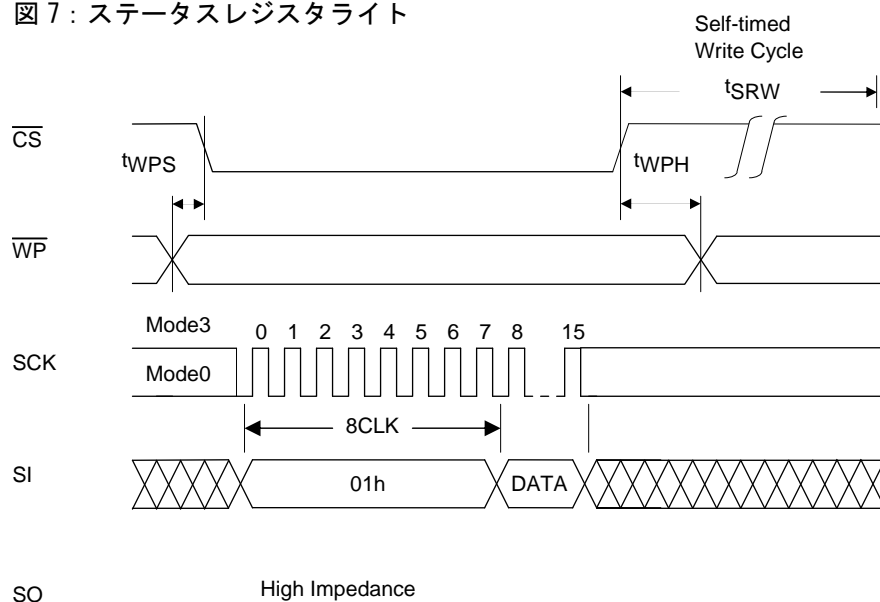 図7：ステータスレジスタライト
Self-timed
Write Cycle
tSRW
CS
tWPS
tWPH
WP
Mode3
0 1 2 3 4 5 6 7 8 15
SCK
Mode0
8CLK
SI
01h
DATA
High Impedance
SO